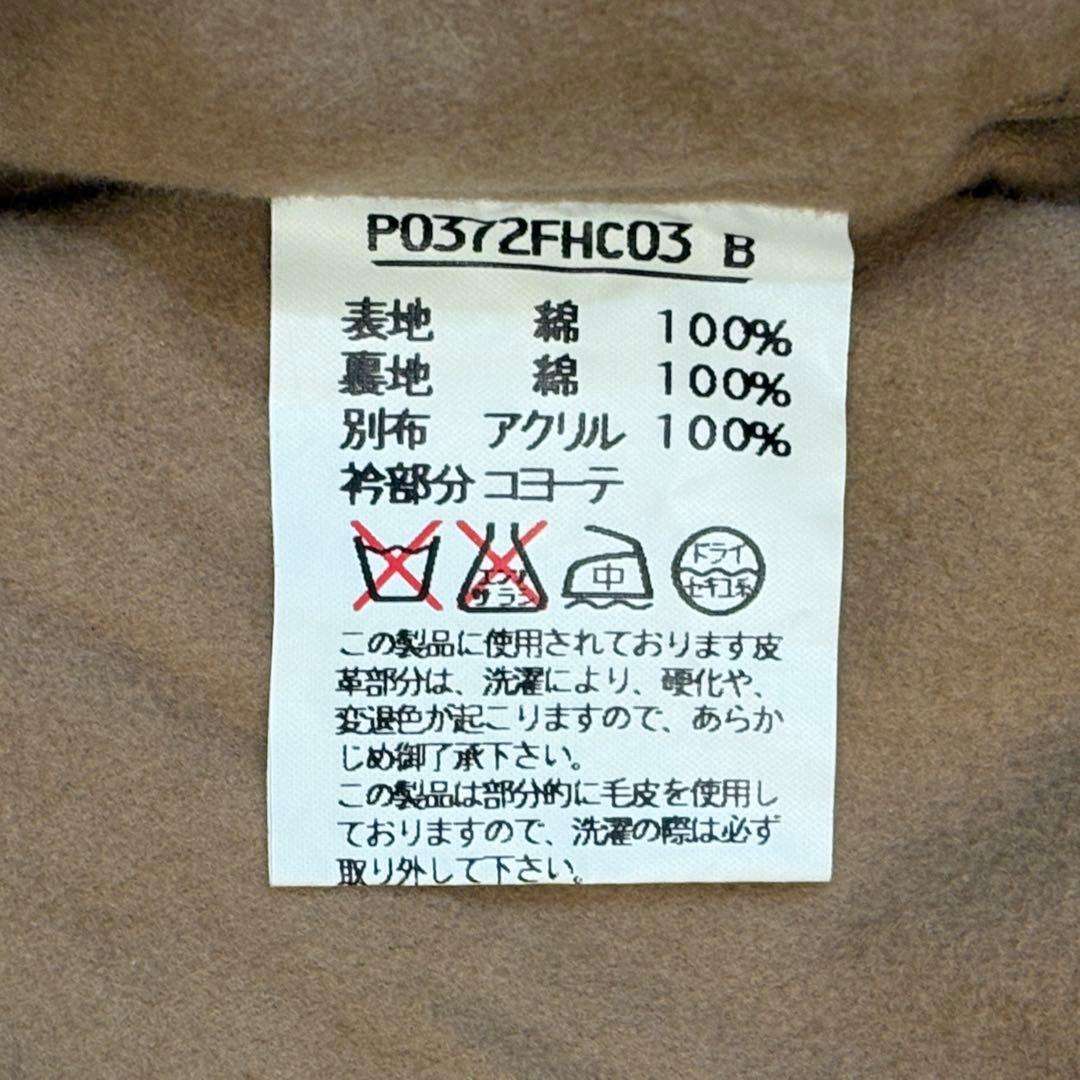 P0372FHC03 B
表地 綿 100%
裏地 綿 100%
別布 アクリル 100%
衿部分 コヨーテ
エンソ
サラシ
中
ドライ
セキユ系
この製品に使用されております皮
革部分は、洗濯により、硬化や、
変退色が起こりますので、あらか
じめ御了承下さい。
この製品は部分的に毛皮を使用し
ておりますので、洗濯の際は必ず
取り外して下さい。